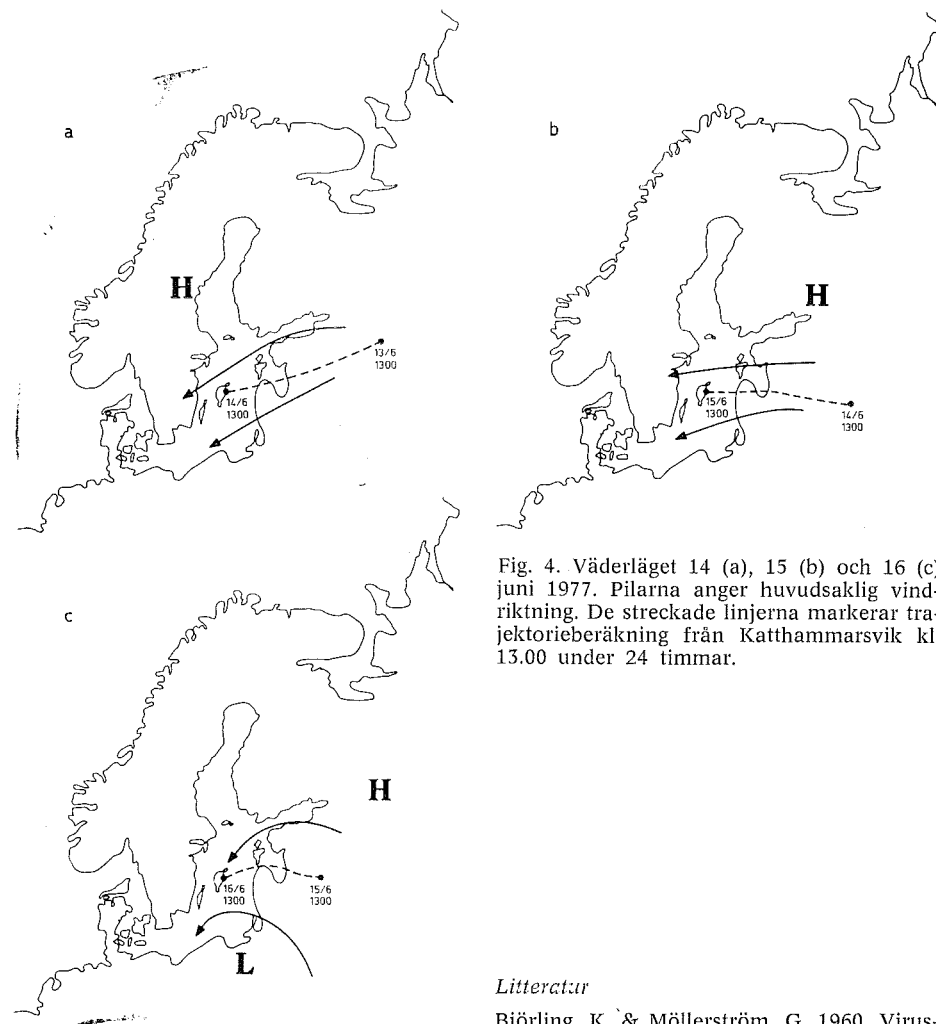 a
H
13/6
1300
14/6
1300
b
H
15/6
1300
14/6
1300
c
H
16/6
1300
15/6
1300
L
Fig. 4. Väderläget 14 (a), 15 (b) och 16 (c)
juni 1977. Pilarna anger huvudsaklig vind-
riktning. De streckade linjerna markerar tra-
jektorieberäkning från Katthammarsvik kl
13.00 under 24 timmar.
Litteratur
Björling, K. & Möllerström, G. 1960. Virus-